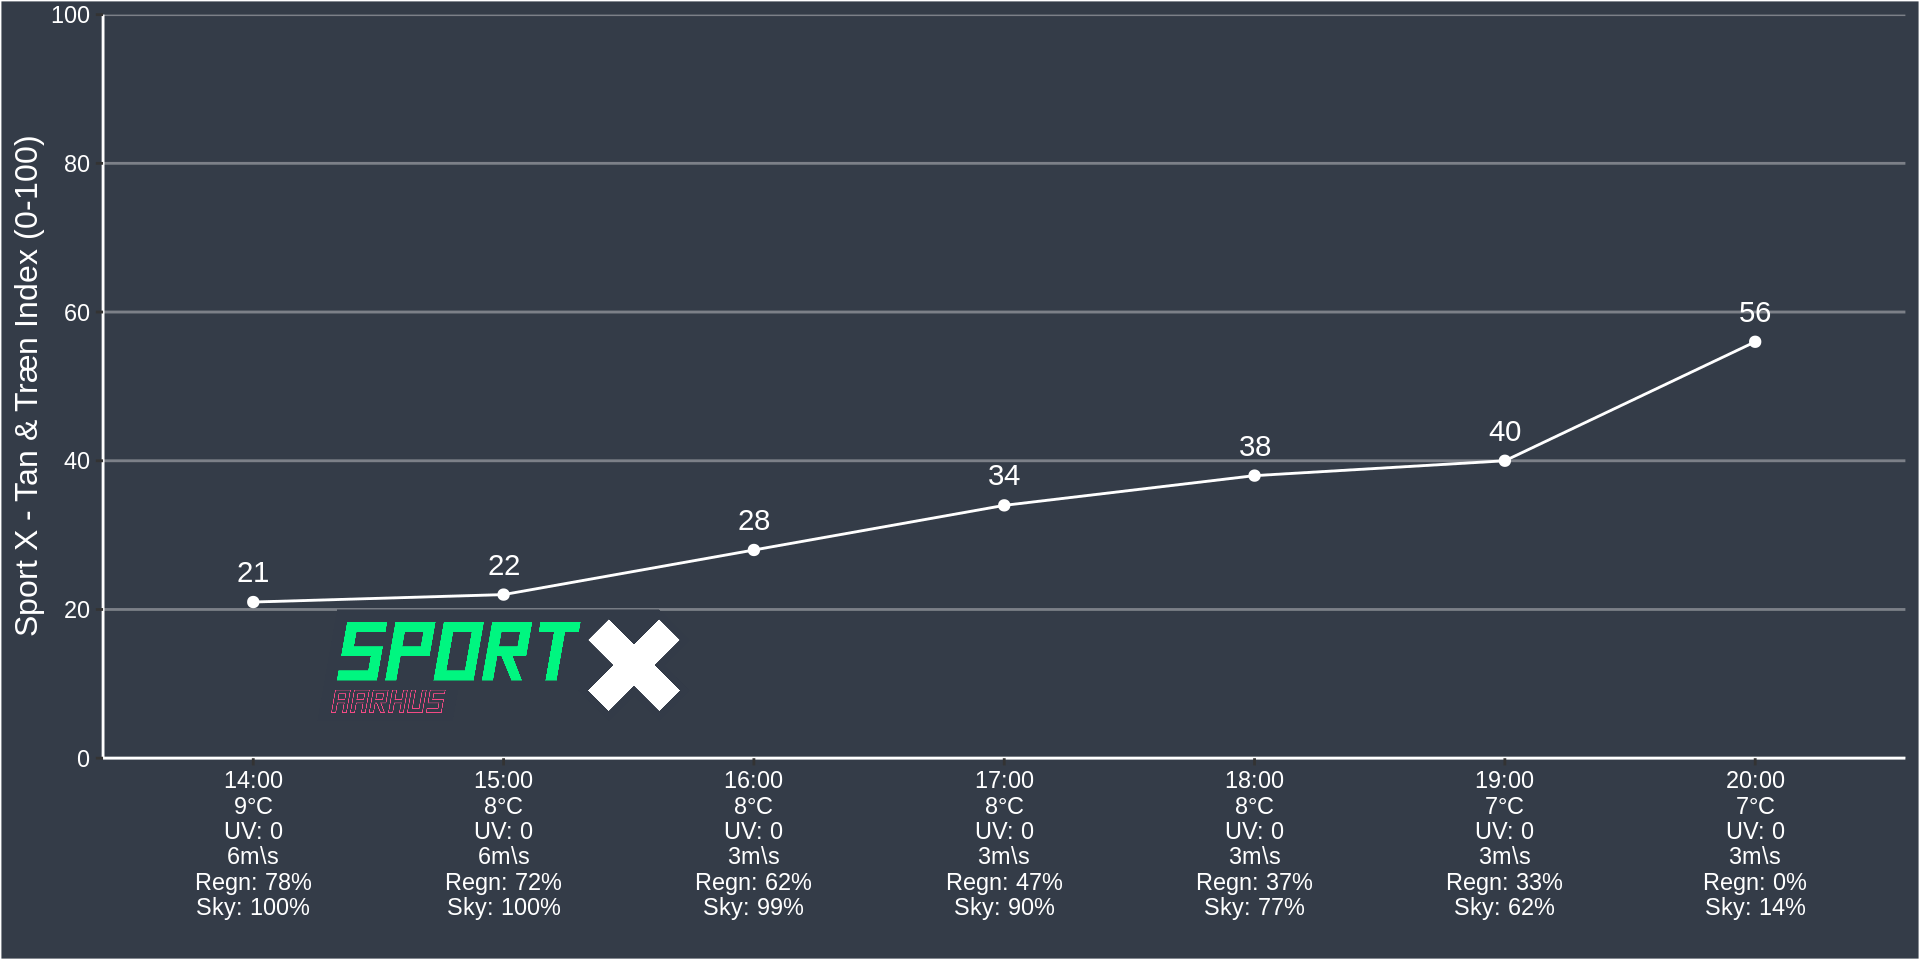 Sport X - Tan & Træn Index (0-100)
100
80
60
40
20
0
21
22
28
34
38
40
56
SPORT X
AARHUS
14:00
9°C
UV: 0
6m\s
Regn: 78%
Sky: 100%
15:00
8°C
UV: 0
6m\s
Regn: 72%
Sky: 100%
16:00
8°C
UV: 0
3m\s
Regn: 62%
Sky: 99%
17:00
8°C
UV: 0
3m\s
Regn: 47%
Sky: 90%
18:00
8°C
UV: 0
3m\s
Regn: 37%
Sky: 77%
19:00
7°C
UV: 0
3m\s
Regn: 33%
Sky: 62%
20:00
7°C
UV: 0
3m\s
Regn: 0%
Sky: 14%